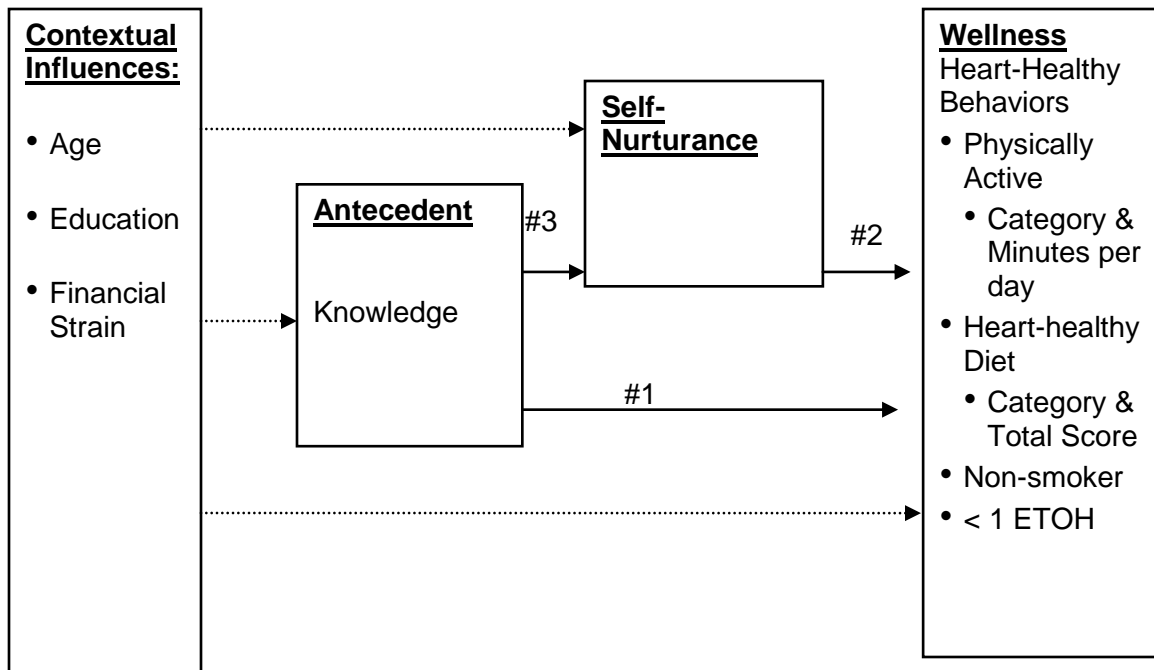 Contextual
Influences:
• Age
• Education
• Financial
Strain
Antecedent
Knowledge
#3
Self-
Nurturance
#2
#1
Wellness
Heart-Healthy
Behaviors
• Physically
Active
• Category &
Minutes per
day
• Heart-healthy
Diet
• Category &
Total Score
• Non-smoker
• < 1 ETOH